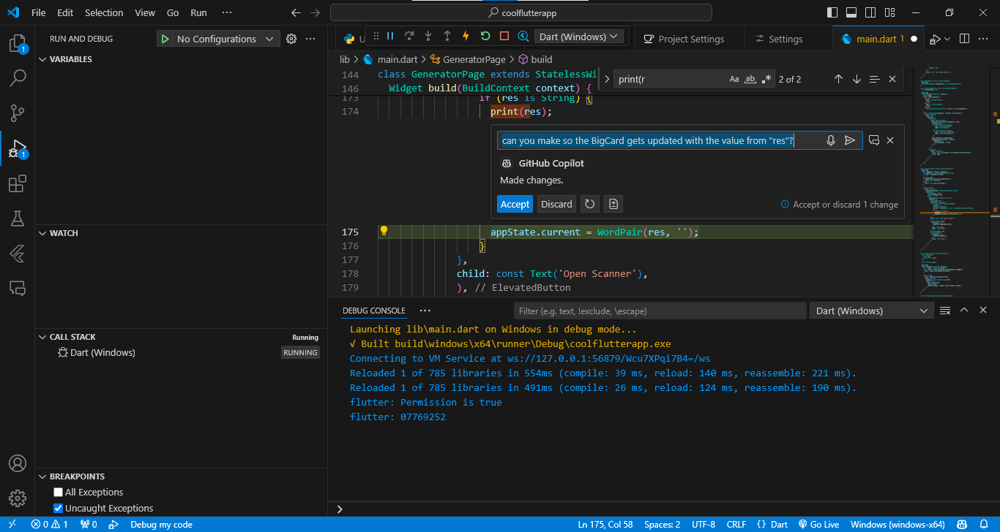 File Edit Selection View Go Run ··· coolflutterapp
RUN AND DEBUG No Configurations ···
Dart (Windows) Project Settings Settings main.dart 1
VARIABLES
lib > main.dart > GeneratorPage > build
print(r Aa ab .* 2 of 2
144 class GeneratorPage extends StatelessWi
146 Widget build(BuildContext context) {
173 if (res is String) {
174 print(res);
can you make so the BigCard gets updated with the value from "res"?
GitHub Copilot
Made changes.
Accept Discard Accept or discard 1 change
175 appState.current = WordPair(res, '');
176 }
177 },
178 child: const Text('Open Scanner'),
179 ), // ElevatedButton
WATCH
CALL STACK Running
Dart (Windows) RUNNING
BREAKPOINTS
All Exceptions
Uncaught Exceptions
DEBUG CONSOLE ··· Filter (e.g. text, !exclude, \escape) Dart (Windows)
Launching lib\main.dart on Windows in debug mode...
√ Built build\windows\x64\runner\Debug\coolflutterapp.exe
Connecting to VM Service at ws://127.0.0.1:56879/Wcu7XPqi7B4=/ws
Reloaded 1 of 785 libraries in 554ms (compile: 39 ms, reload: 140 ms, reassemble: 221 ms).
Reloaded 1 of 785 libraries in 491ms (compile: 26 ms, reload: 124 ms, reassemble: 190 ms).
flutter: Permission is true
flutter: 07769252
>
0 1 0 Debug my code Ln 175, Col 58 Spaces: 2 UTF-8 CRLF {} Dart Go Live Windows (windows-x64)